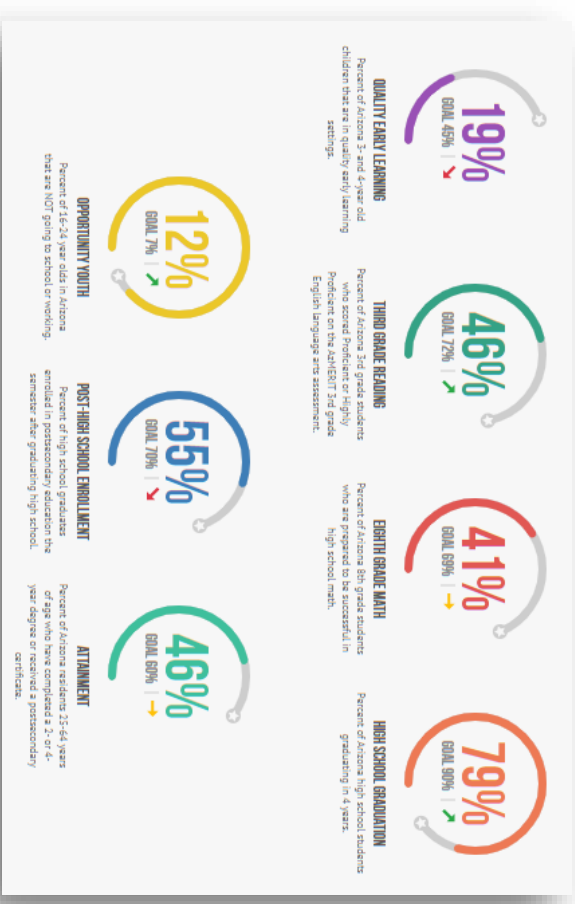 19%
GOAL 45% |
QUALITY EARLY LEARNING
Percent of Arizona 3- and 4-year old
children that are in quality early learning
settings.
46%
GOAL 72% |
THIRD GRADE READING
Percent of Arizona 3rd grade students
who scored Proficient or Highly
Proficient on the AzMERIT 3rd grade
English language arts assessment.
41%
GOAL 69% |
EIGHTH GRADE MATH
Percent of Arizona 8th grade students
who are prepared to be successful in
high school math.
79%
GOAL 90% |
HIGH SCHOOL GRADUATION
Percent of Arizona high school students
graduating in 4 years.
12%
GOAL 7% |
OPPORTUNITY YOUTH
Percent of 16-24 year olds in Arizona
that are NOT going to school or working.
55%
GOAL 70% |
POST-HIGH SCHOOL ENROLLMENT
Percent of high school graduates
enrolled in postsecondary education the
semester after graduating high school.
46%
GOAL 60% |
ATTAINMENT
Percent of Arizona residents 25-64 years
of age who have completed a 2- or 4-
year degree or received a postsecondary
certificate.